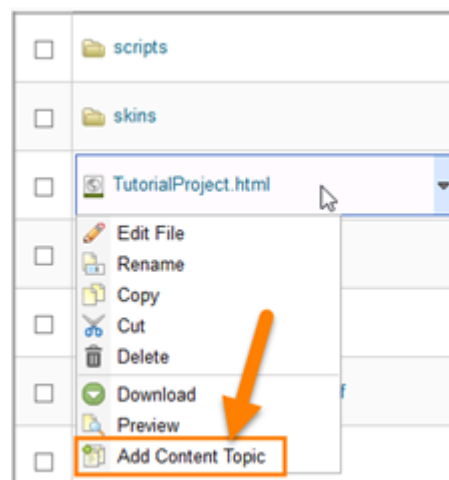 scripts
skins
TutorialProject.html
Edit File
Rename
Copy
Cut
Delete
Download
f
Preview
Add Content Topic